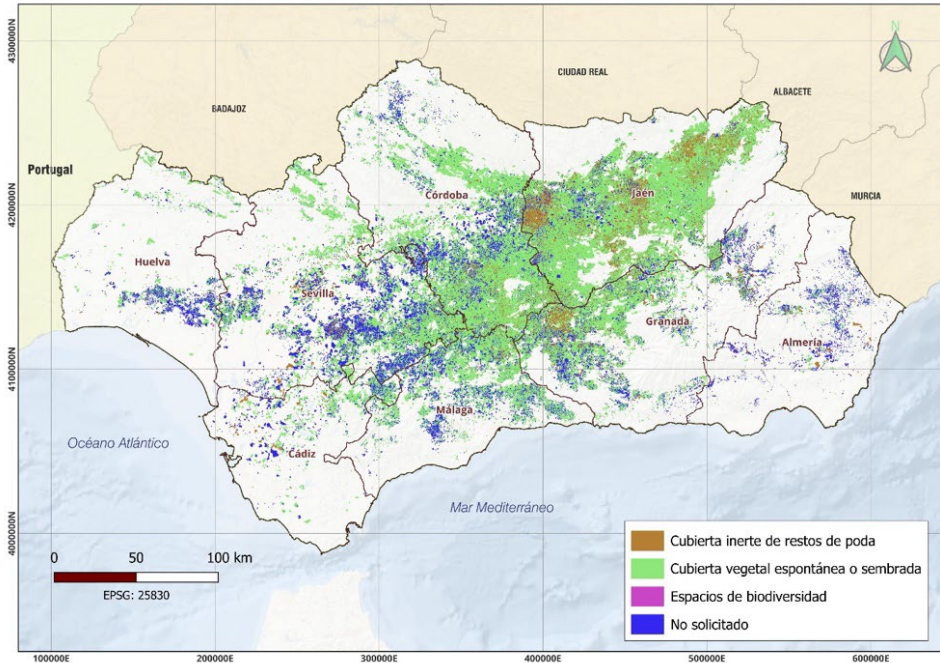 N
CIUDAD REAL
ALBACETE
BADAJOZ
Portugal
MURCIA
Córdoba
Jaén
Huelva
Sevilla
Granada
Almería
Málaga
Cádiz
Océano Atlántico
Mar Mediterráneo
0 50 100 km
EPSG: 25830
Cubierta inerte de restos de poda
Cubierta vegetal espontánea o sembrada
Espacios de biodiversidad
No solicitado
4300000N
4200000N
4100000N
4000000N
100000E 200000E 300000E 400000E 500000E 600000E